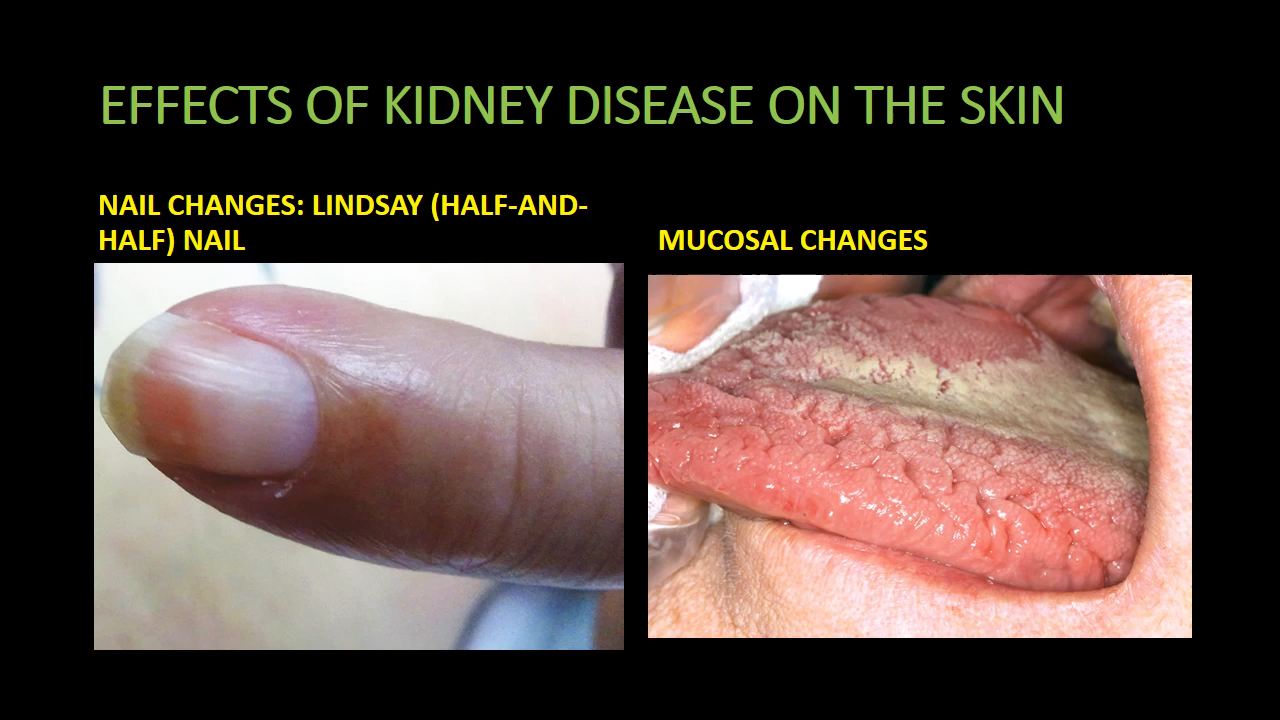 EFFECTS OF KIDNEY DISEASE ON THE SKIN
NAIL CHANGES: LINDSAY (HALF-AND-
HALF) NAIL
MUCOSAL CHANGES